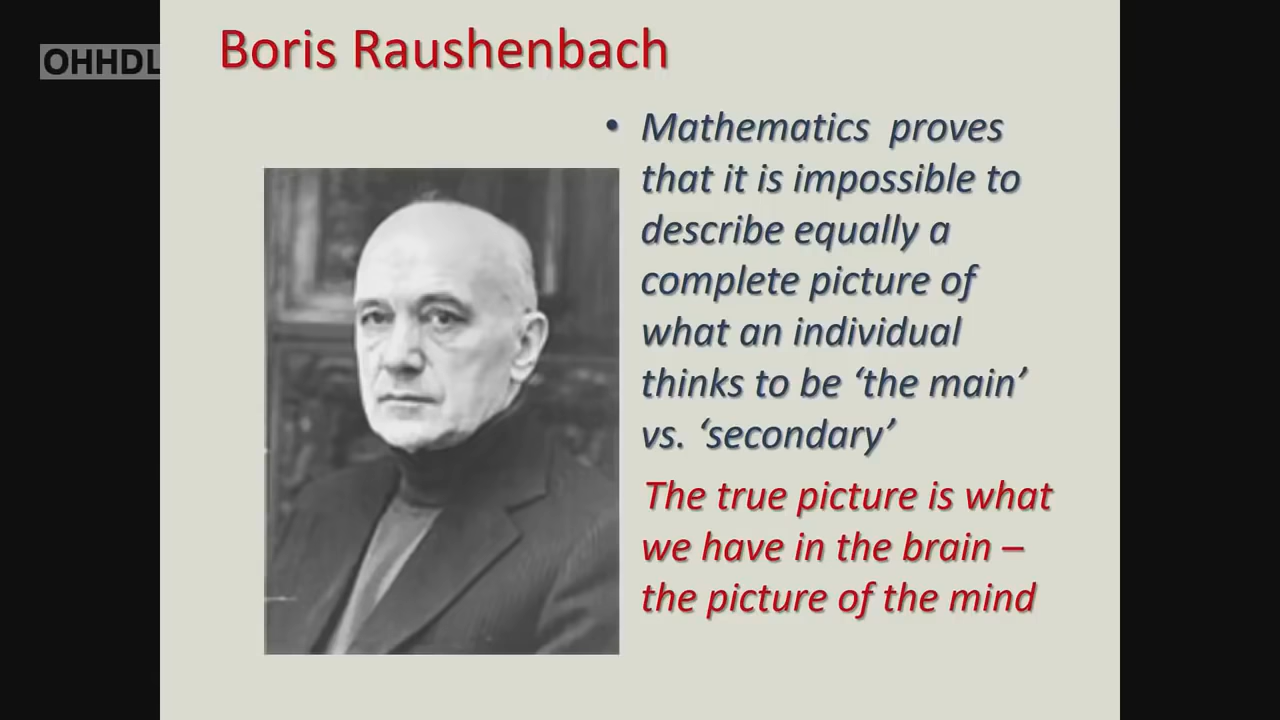 Boris Raushenbach
OHHDL
• Mathematics proves
that it is impossible to
describe equally a
complete picture of
what an individual
thinks to be ‘the main’
vs. ‘secondary’
The true picture is what
we have in the brain –
the picture of the mind